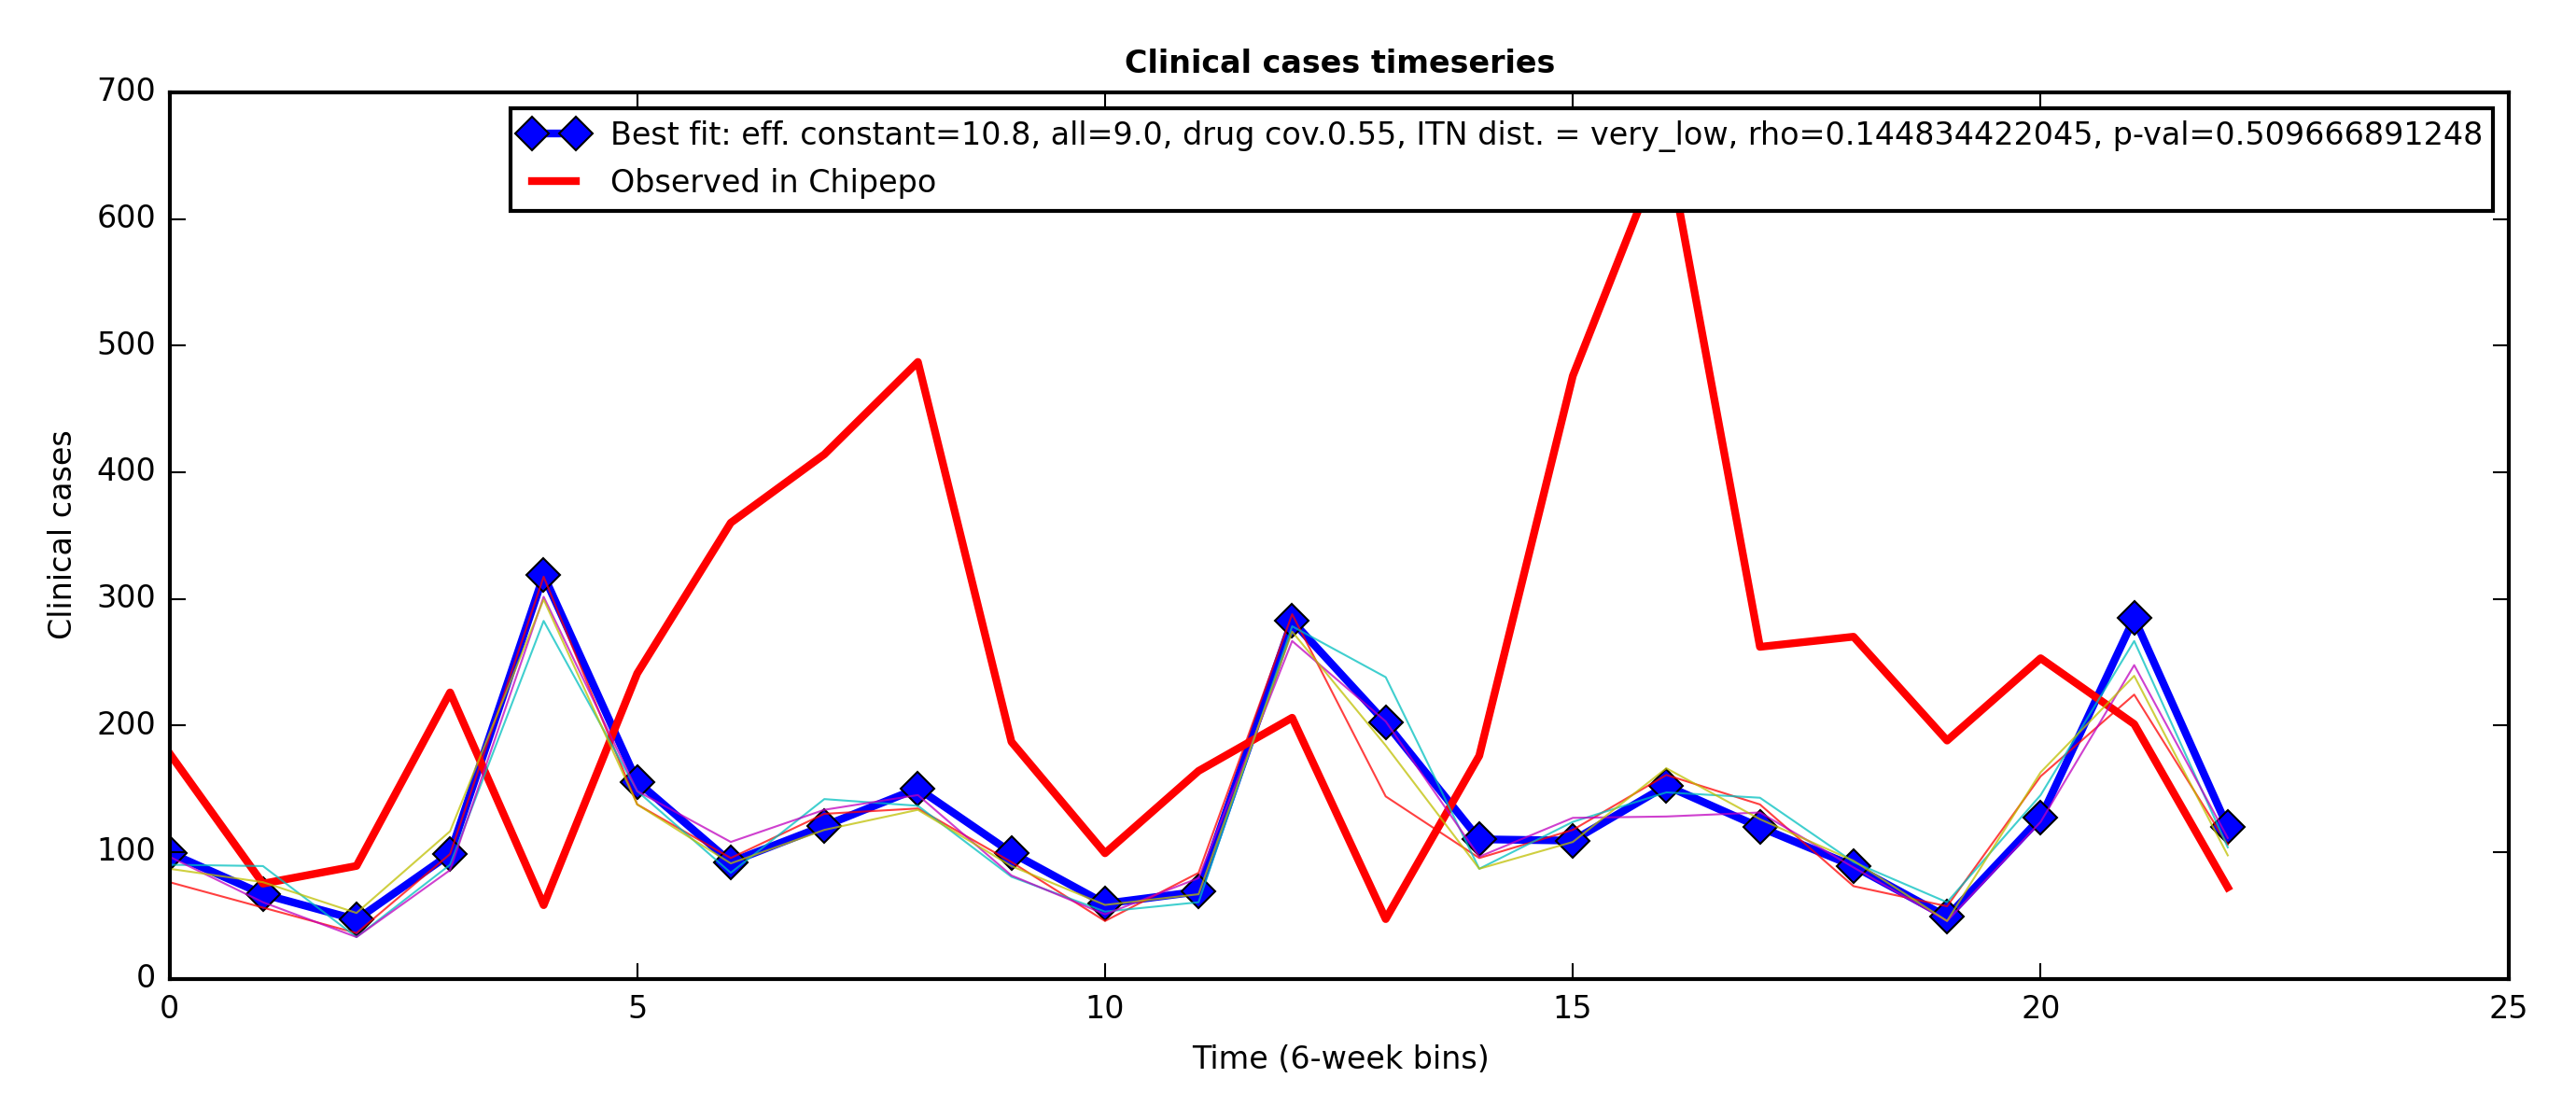 Clinical cases timeseries
700
600
500
400
300
200
100
0
Clinical cases
Best fit: eff. constant=10.8, all=9.0, drug cov.0.55, ITN dist. = very_low, rho=0.144834422045, p-val=0.509666891248
Observed in Chipepo
0 5 10 15 20 25
Time (6-week bins)